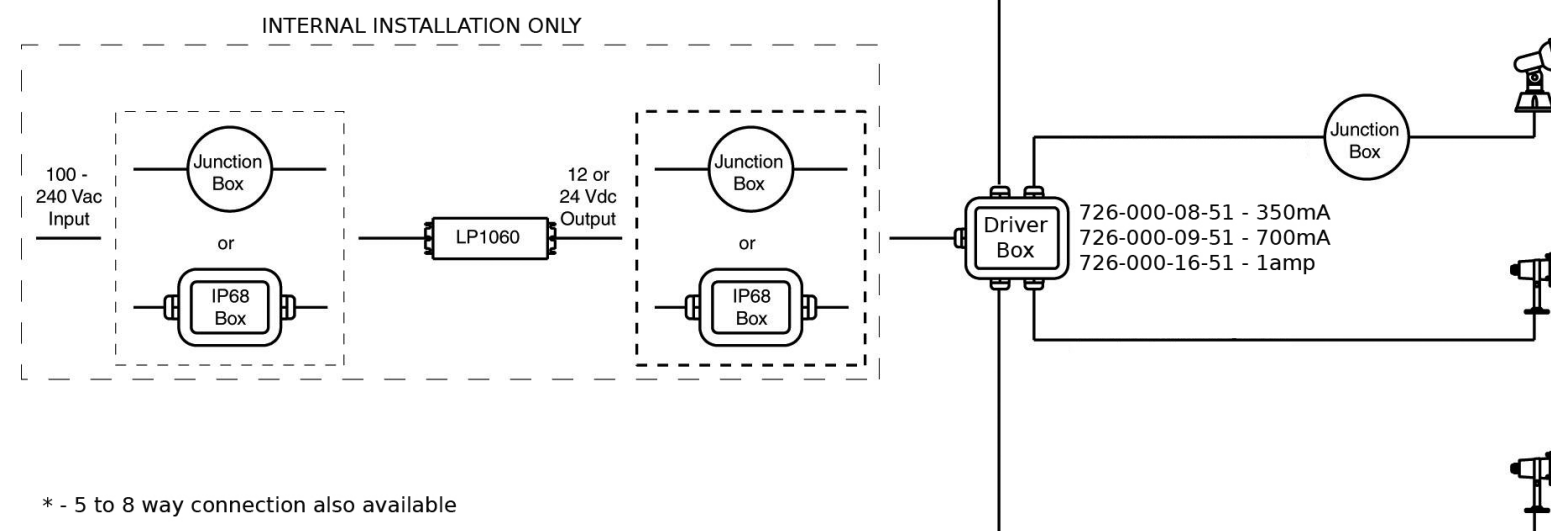 INTERNAL INSTALLATION ONLY
100 -
240 Vac
Input
Junction
Box
or
IP68
Box
LP1060
12 or
24 Vdc
Output
Junction
Box
or
IP68
Box
Driver
Box
726-000-08-51 - 350mA
726-000-09-51 - 700mA
726-000-16-51 - 1amp
Junction
Box
* - 5 to 8 way connection also available